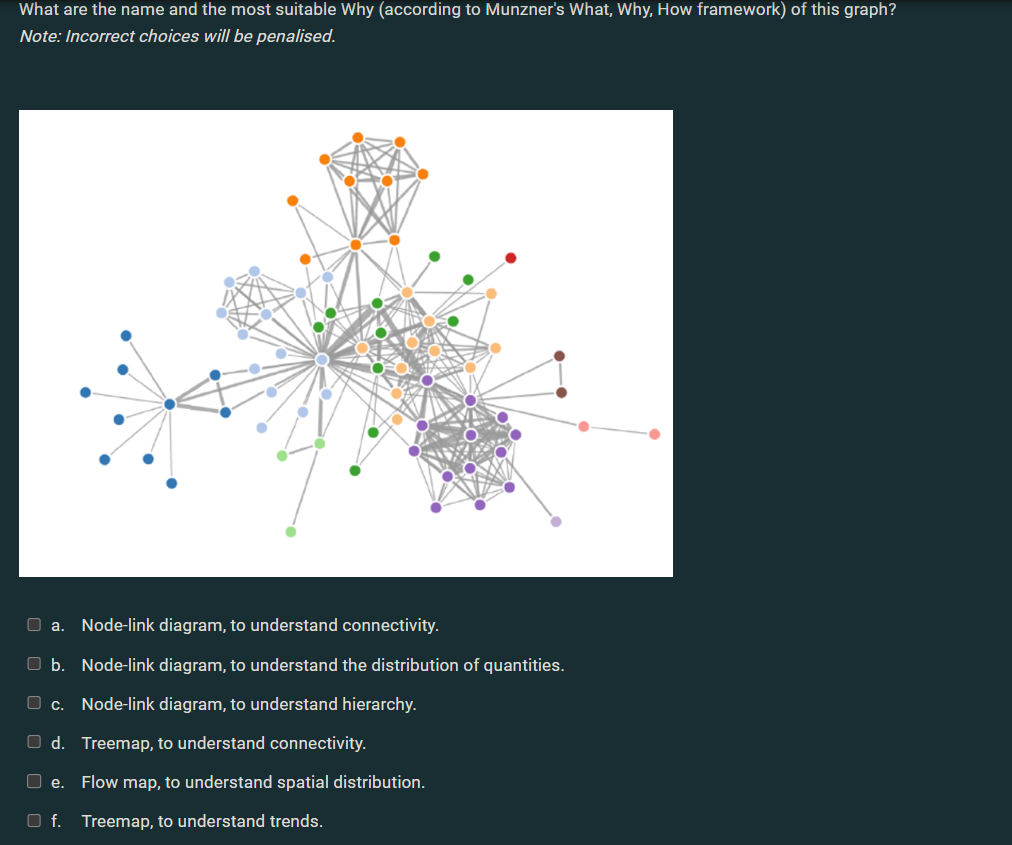 What are the name and the most suitable Why (according to Munzner's What, Why, How framework) of this graph?
Note: Incorrect choices will be penalised.
a. Node-link diagram, to understand connectivity.
b. Node-link diagram, to understand the distribution of quantities.
c. Node-link diagram, to understand hierarchy.
d. Treemap, to understand connectivity.
e. Flow map, to understand spatial distribution.
f. Treemap, to understand trends.